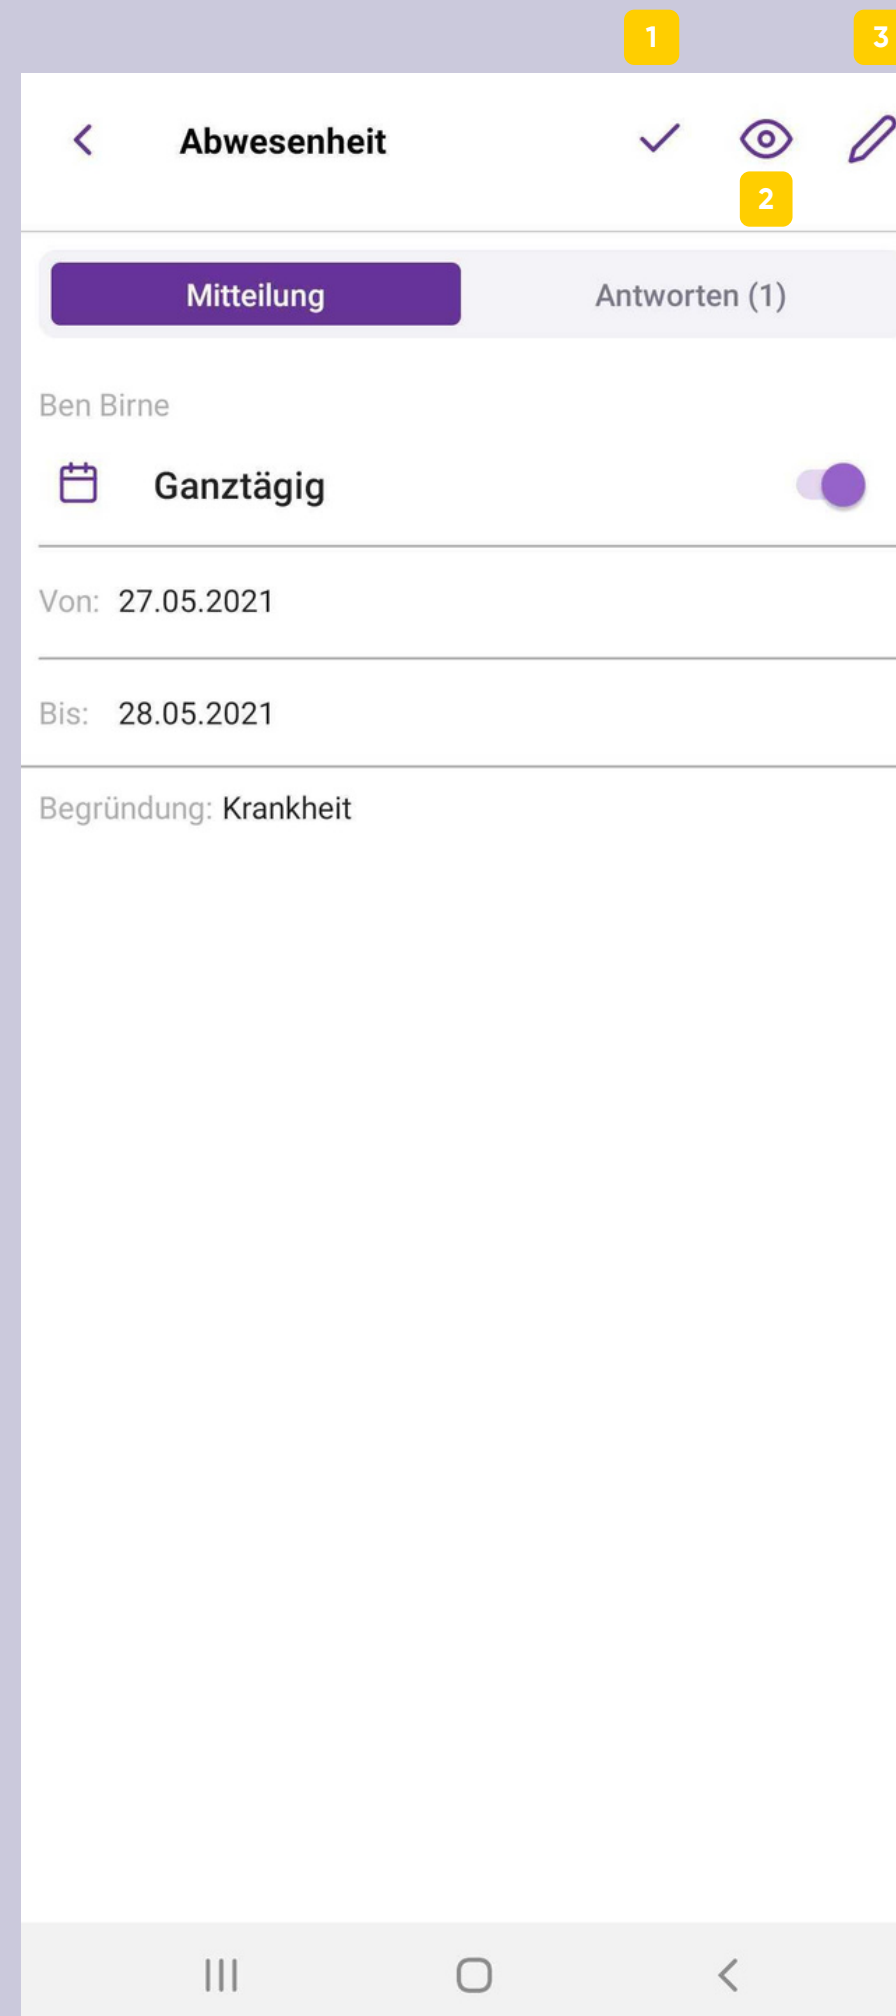 1
3
Abwesenheit
2
Mitteilung
Antworten (1)
Ben Birne
Ganztägig
Von: 27.05.2021
Bis: 28.05.2021
Begründung: Krankheit